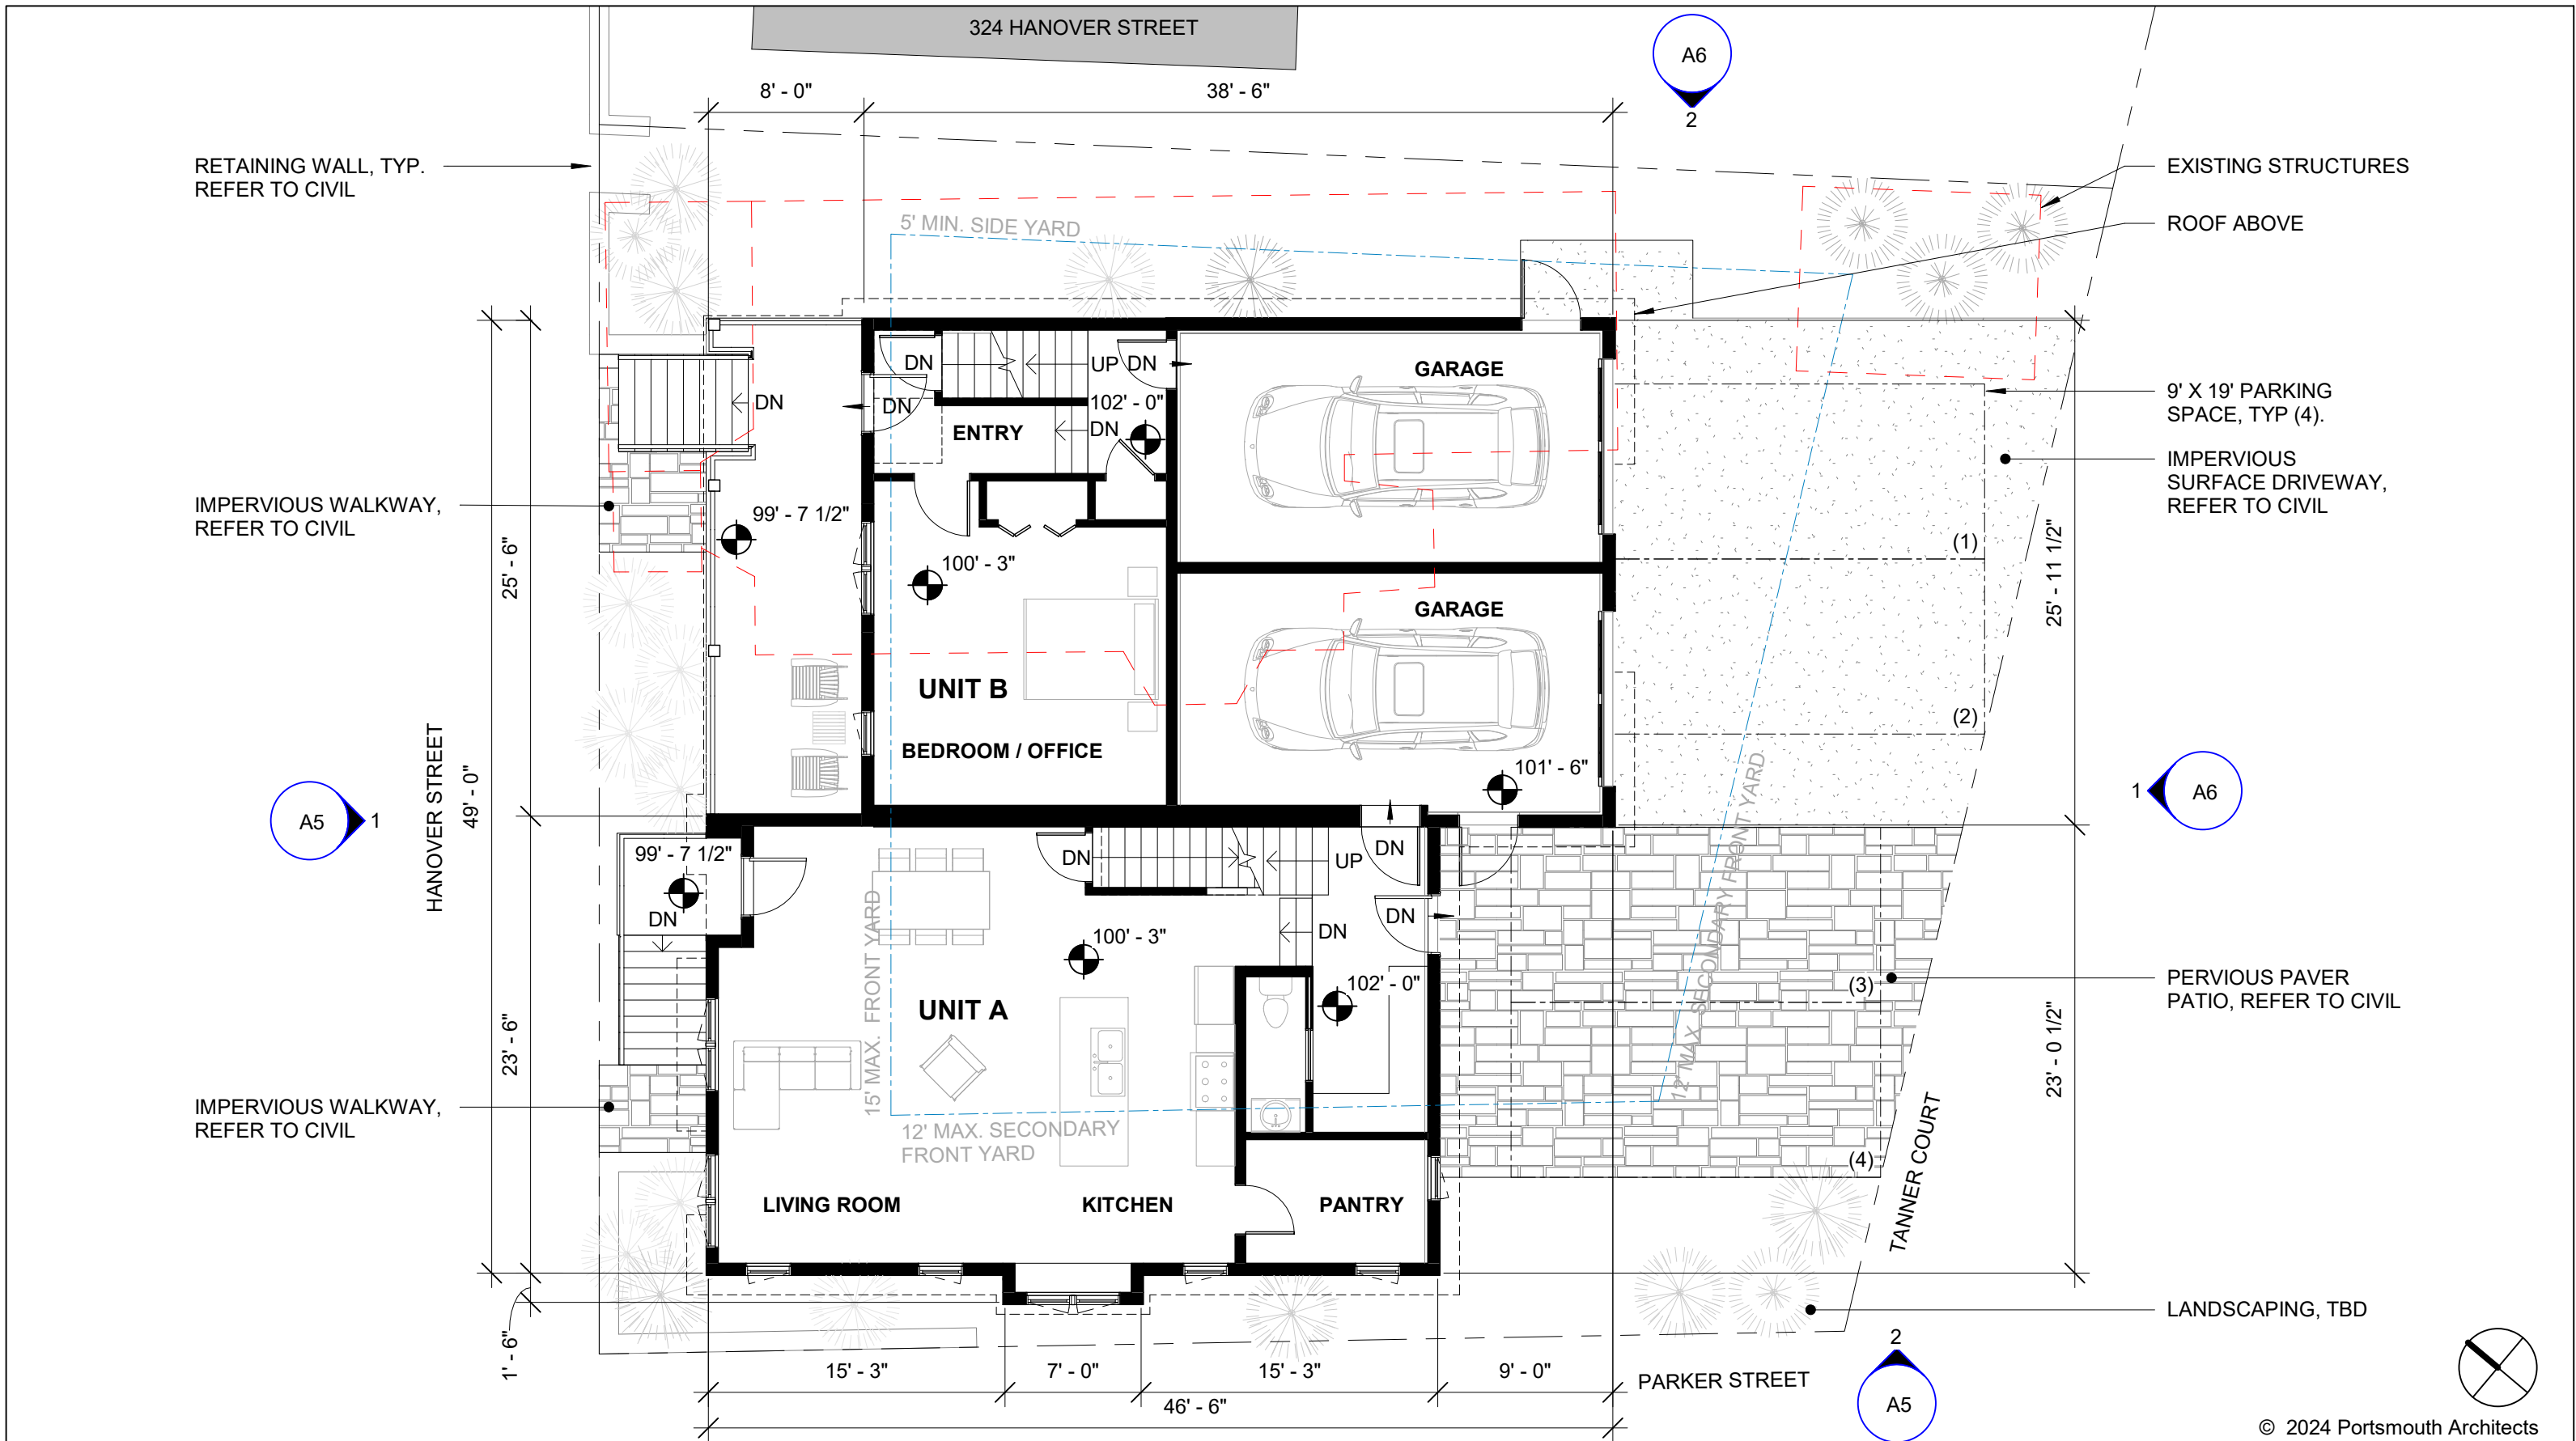 324 HANOVER STREET
A6
2
8' - 0"
38' - 6"
RETAINING WALL, TYP.
REFER TO CIVIL
EXISTING STRUCTURES
ROOF ABOVE
5' MIN. SIDE YARD
DN
UP
DN
GARAGE
DN
DN
102' - 0"
DN
ENTRY
9' X 19' PARKING
SPACE, TYP (4).
IMPERVIOUS
SURFACE DRIVEWAY,
REFER TO CIVIL
IMPERVIOUS WALKWAY,
REFER TO CIVIL
99' - 7 1/2"
100' - 3"
(1)
25' - 6"
25' - 11 1/2"
GARAGE
UNIT B
BEDROOM / OFFICE
(2)
101' - 6"
HANOVER STREET
49' - 0"
A5
1
1
A6
99' - 7 1/2"
DN
DN
UP
DN
DN
DN
100' - 3"
102' - 0"
UNIT A
15' MAX. FRONT YARD
12' MAX. SECONDARY FRONT YARD
(3)
PERVIOUS PAVER
PATIO, REFER TO CIVIL
23' - 6"
23' - 0 1/2"
IMPERVIOUS WALKWAY,
REFER TO CIVIL
12' MAX. SECONDARY
FRONT YARD
(4)
TANNER COURT
LIVING ROOM
KITCHEN
PANTRY
LANDSCAPING, TBD
1' - 6"
15' - 3"
7' - 0"
15' - 3"
9' - 0"
46' - 6"
PARKER STREET
2
A5
© 2024 Portsmouth Architects